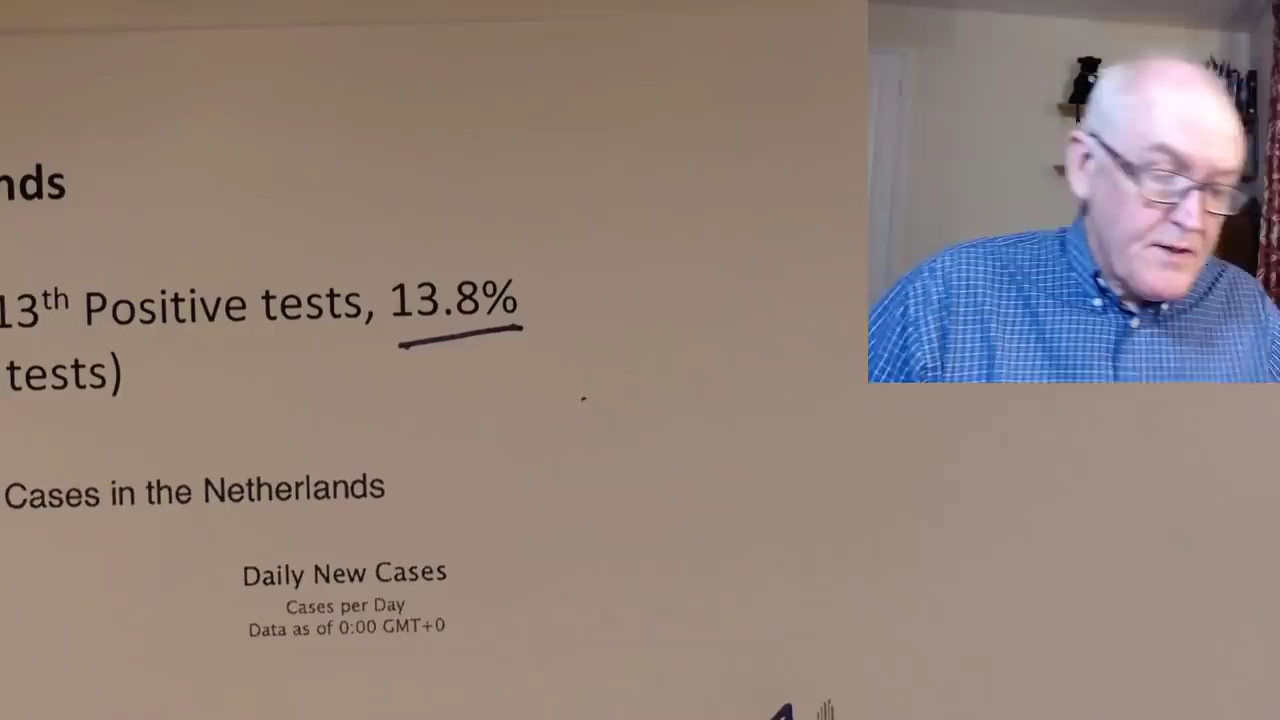 nds
13th Positive tests, 13.8%
tests)
Cases in the Netherlands
Daily New Cases
Cases per Day
Data as of 0:00 GMT+0